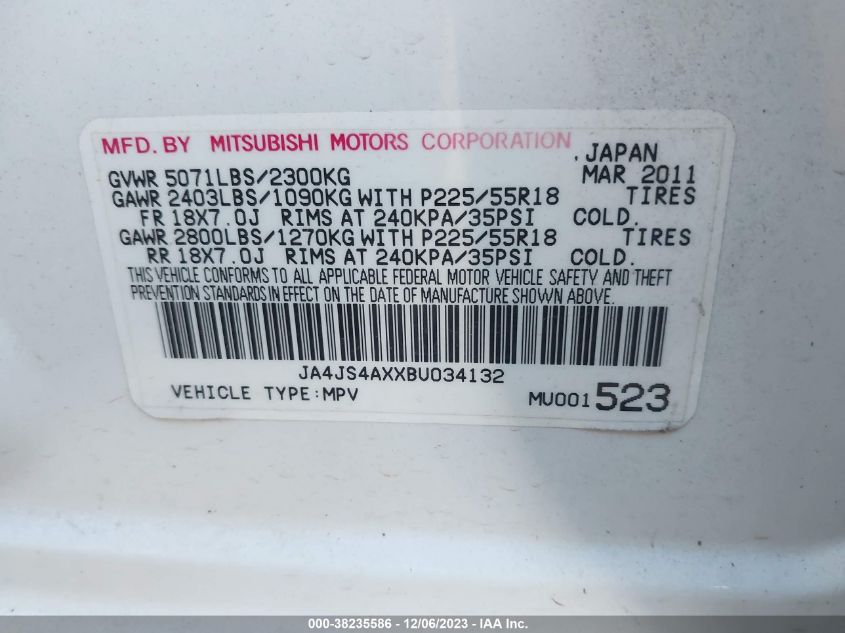 MFD. BY MITSUBISHI MOTORS CORPORATION
. JAPAN
GVWR 5071LBS/2300KG MAR 2011
GAWR 2403LBS/1090KG WITH P225/55R18 TIRES
FR 18X7.0J RIMS AT 240KPA/35PSI COLD.
GAWR 2800LBS/1270KG WITH P225/55R18 TIRES
RR 18X7.0J RIMS AT 240KPA/35PSI COLD.
THIS VEHICLE CONFORMS TO ALL APPLICABLE FEDERAL MOTOR VEHICLE SAFETY AND THEFT
PREVENTION STANDARDS IN EFFECT ON THE DATE OF MANUFACTURE SHOWN ABOVE.
JA4JS4AXXBU034132
VEHICLE TYPE:MPV MU001523
000-38235586 - 12/06/2023 - IAA Inc.